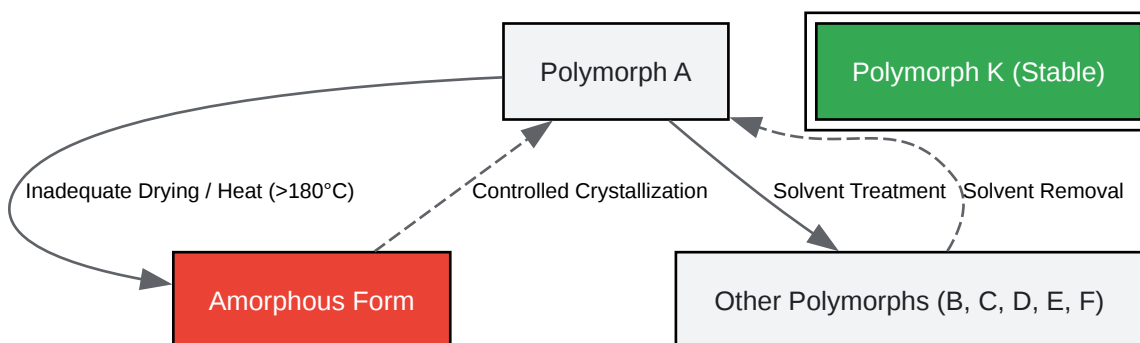 Polymorph A
Polymorph K (Stable)
Inadequate Drying / Heat (>180°C)
Controlled Crystallization
Solvent Treatment
Solvent Removal
Amorphous Form
Other Polymorphs (B, C, D, E, F)